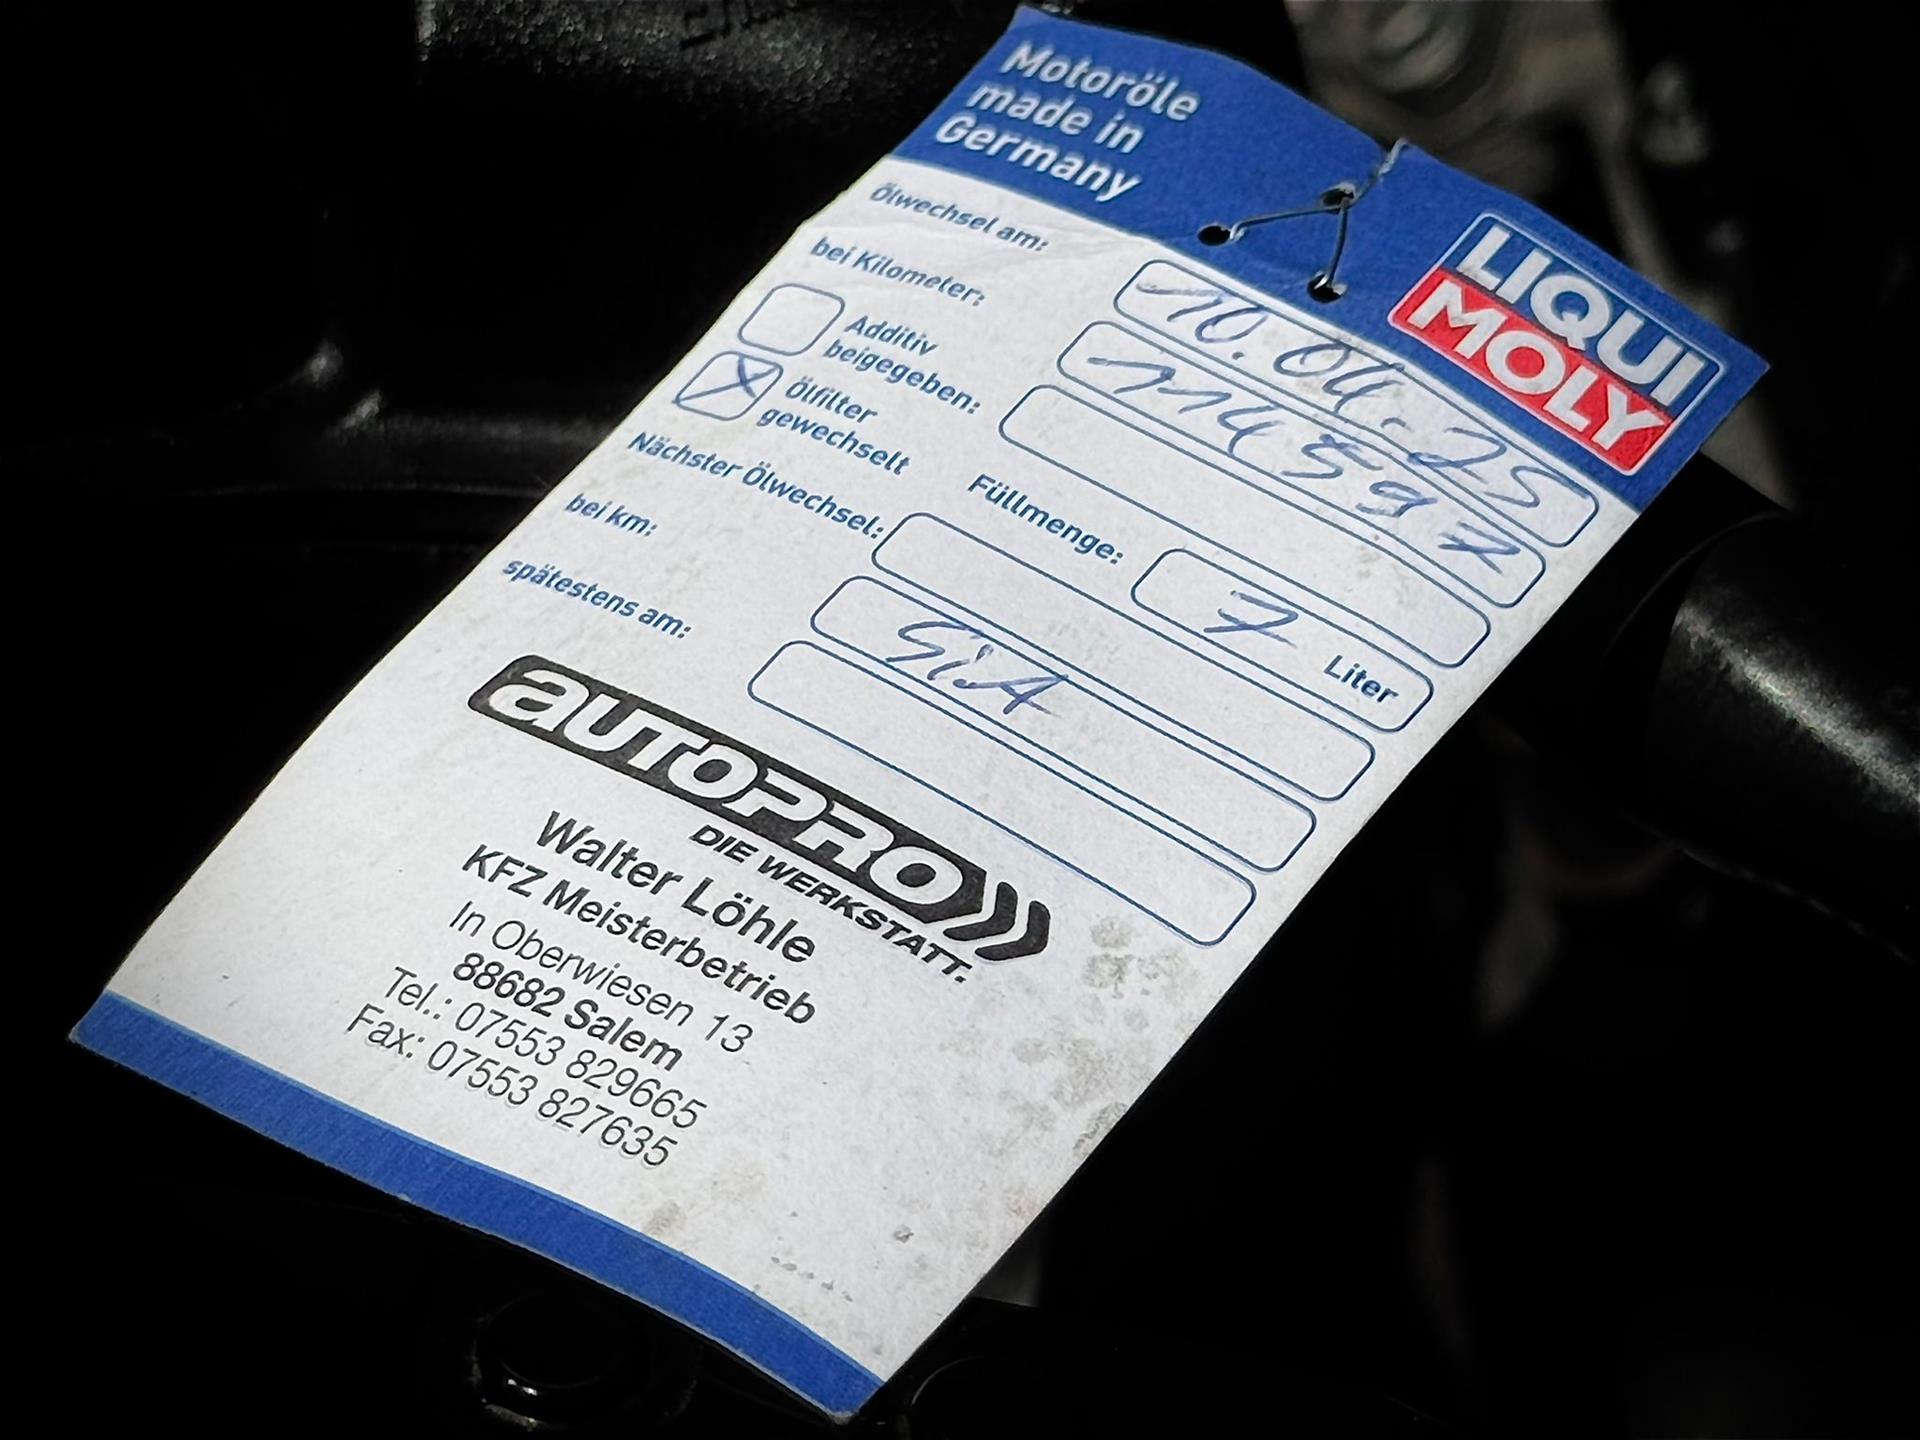 Motoröle
made in
Germany
LIQUI
MOLY
Ölwechsel am: 10.04.25
bei Kilometer: 114597
Additiv
beigegeben:
Ölfilter
gewechselt
Füllmenge: 7 Liter
Nächster Ölwechsel:
bei km: SiA
spätestens am:
AUTOPRO
DIE WERKSTATT.
Walter Löhle
KFZ Meisterbetrieb
In Oberwiesen 13
88682 Salem
Tel.: 07553 829665
Fax: 07553 827635